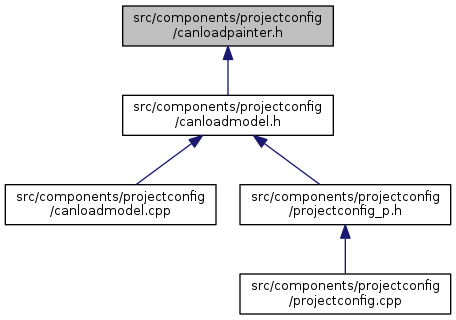 src/components/projectconfig
/canloadpainter.h
src/components/projectconfig
/canloadmodel.h
src/components/projectconfig
/canloadmodel.cpp
src/components/projectconfig
/projectconfig_p.h
src/components/projectconfig
/projectconfig.cpp